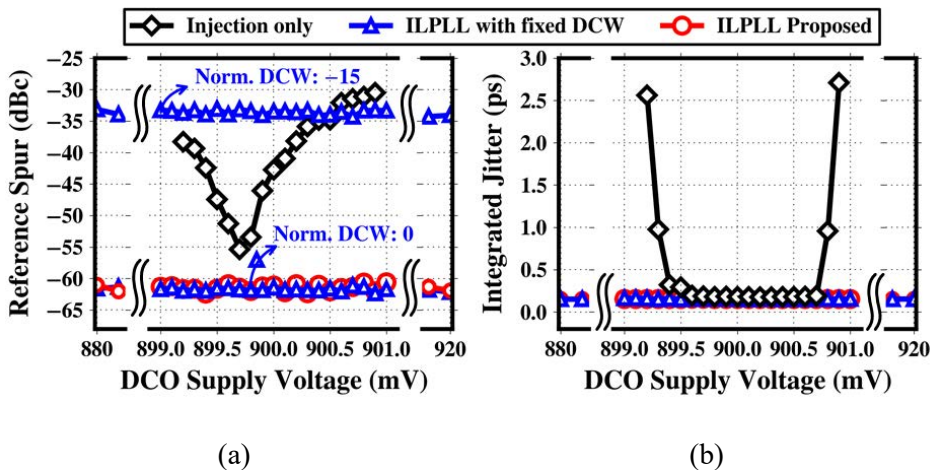 Injection only ILPLL with fixed DCW ILPLL Proposed
Reference Spur (dBc)
−25
−30
−35
−40
−45
−50
−55
−60
−65
Norm. DCW: −15
Norm. DCW: 0
880 899.0 899.5 900.0 900.5 901.0 920
DCO Supply Voltage (mV)
Integrated Jitter (ps)
3.0
2.5
2.0
1.5
1.0
0.5
0.0
880 899.0 899.5 900.0 900.5 901.0 920
DCO Supply Voltage (mV)
(a) (b)